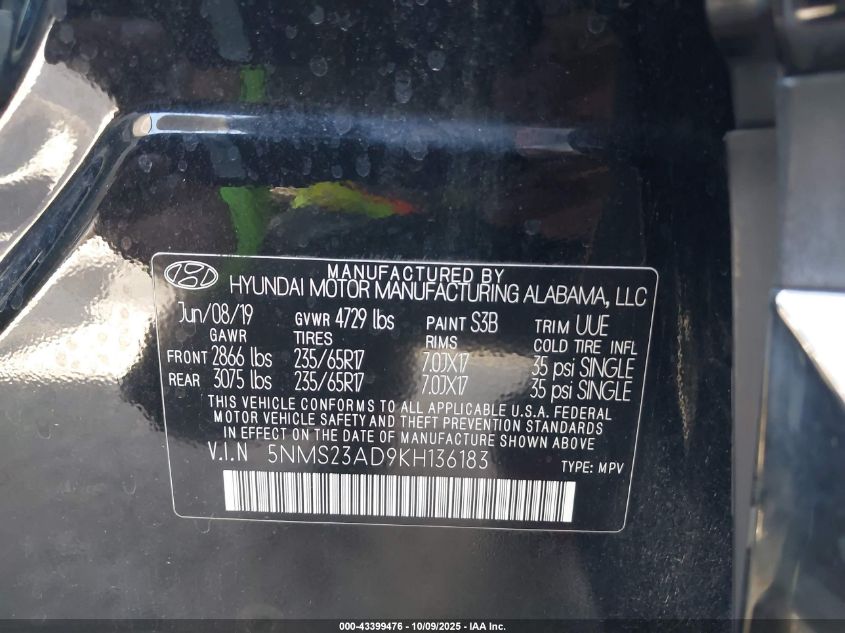 MANUFACTURED BY
HYUNDAI MOTOR MANUFACTURING ALABAMA, LLC
Jun/08/19 GVWR 4729 lbs PAINT S3B TRIM UUE
GAWR TIRES RIMS COLD TIRE INFL
FRONT 2866 lbs 235/65R17 7.0JX17 35 psi SINGLE
REAR 3075 lbs 235/65R17 7.0JX17 35 psi SINGLE
THIS VEHICLE CONFORMS TO ALL APPLICABLE U.S.A. FEDERAL
MOTOR VEHICLE SAFETY AND THEFT PREVENTION STANDARDS
IN EFFECT ON THE DATE OF MANUFACTURE SHOWN ABOVE
V.I.N 5NMS23AD9KH136183 TYPE: MPV
000-43399476 - 10/09/2025 - IAA Inc.